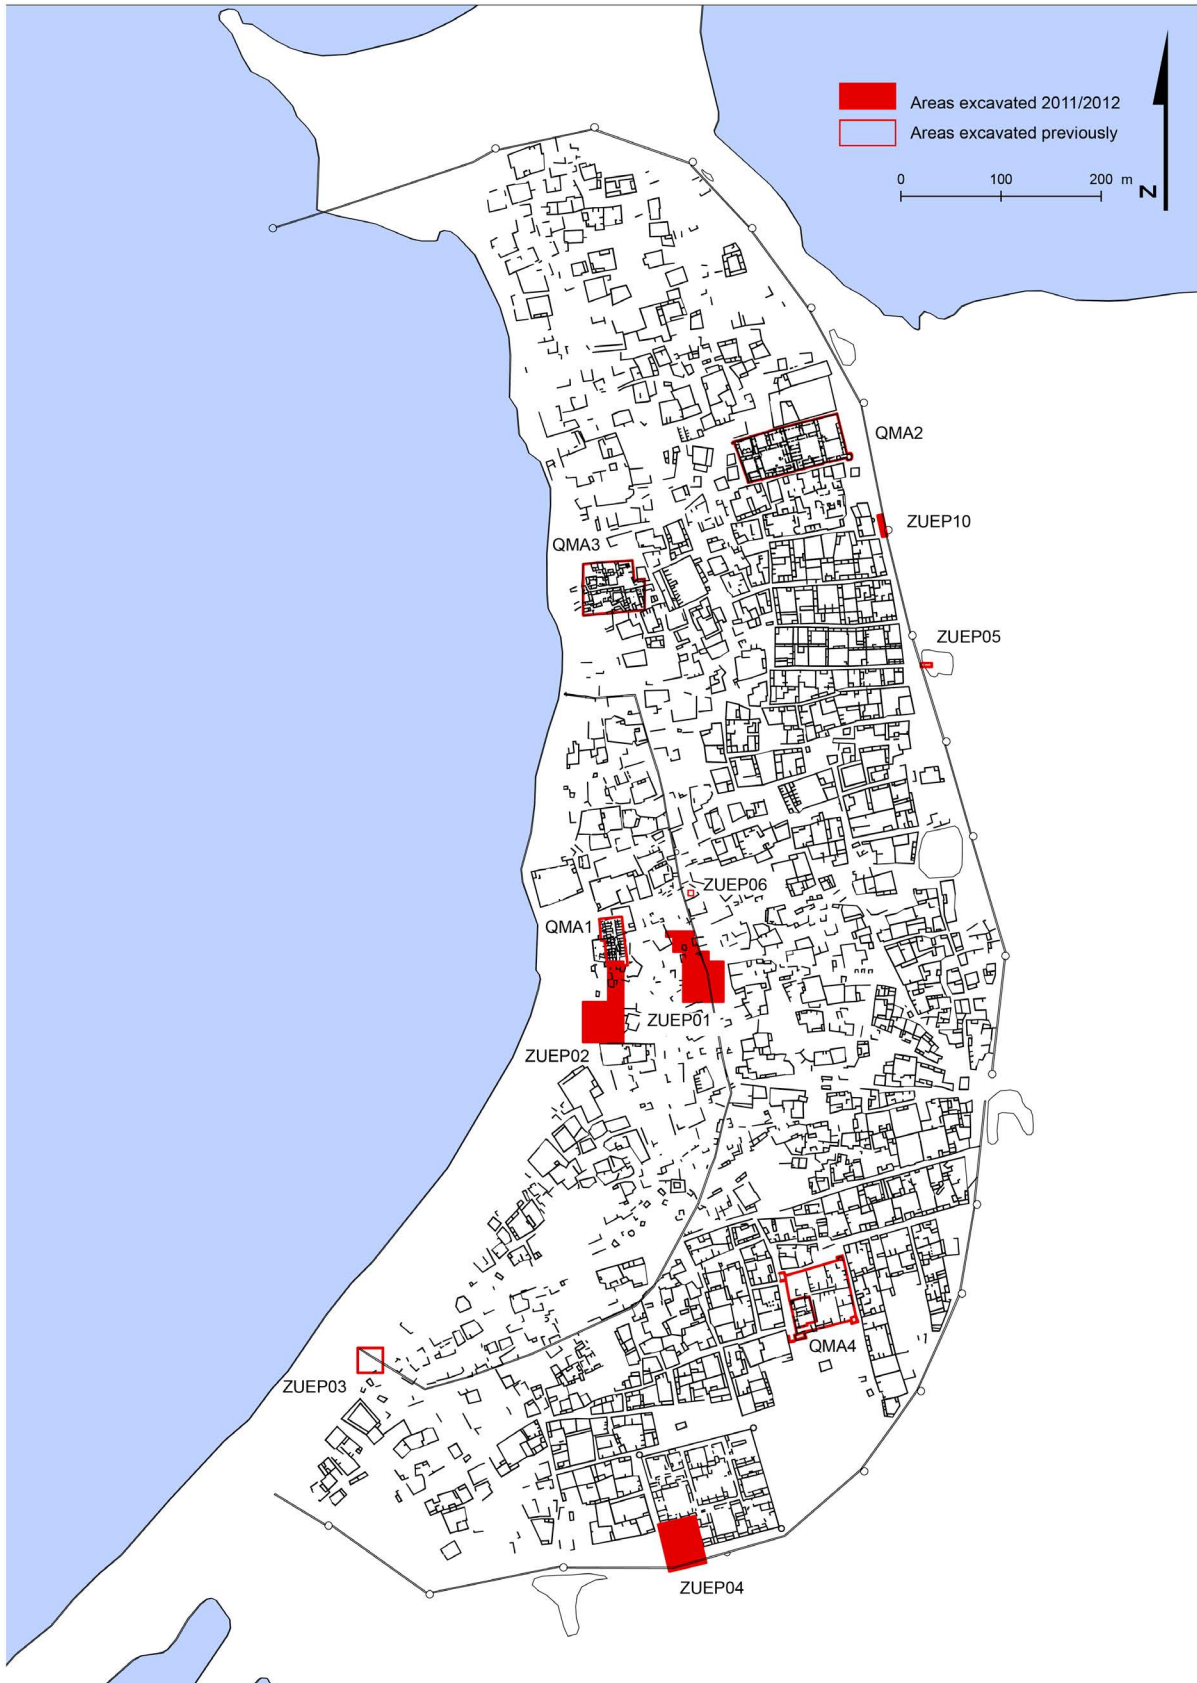 Areas excavated 2011/2012
Areas excavated previously
0 100 200 m
N
QMA2
ZUEP10
QMA3
ZUEP05
ZUEP06
QMA1
ZUEP01
ZUEP02
QMA4
ZUEP03
ZUEP04